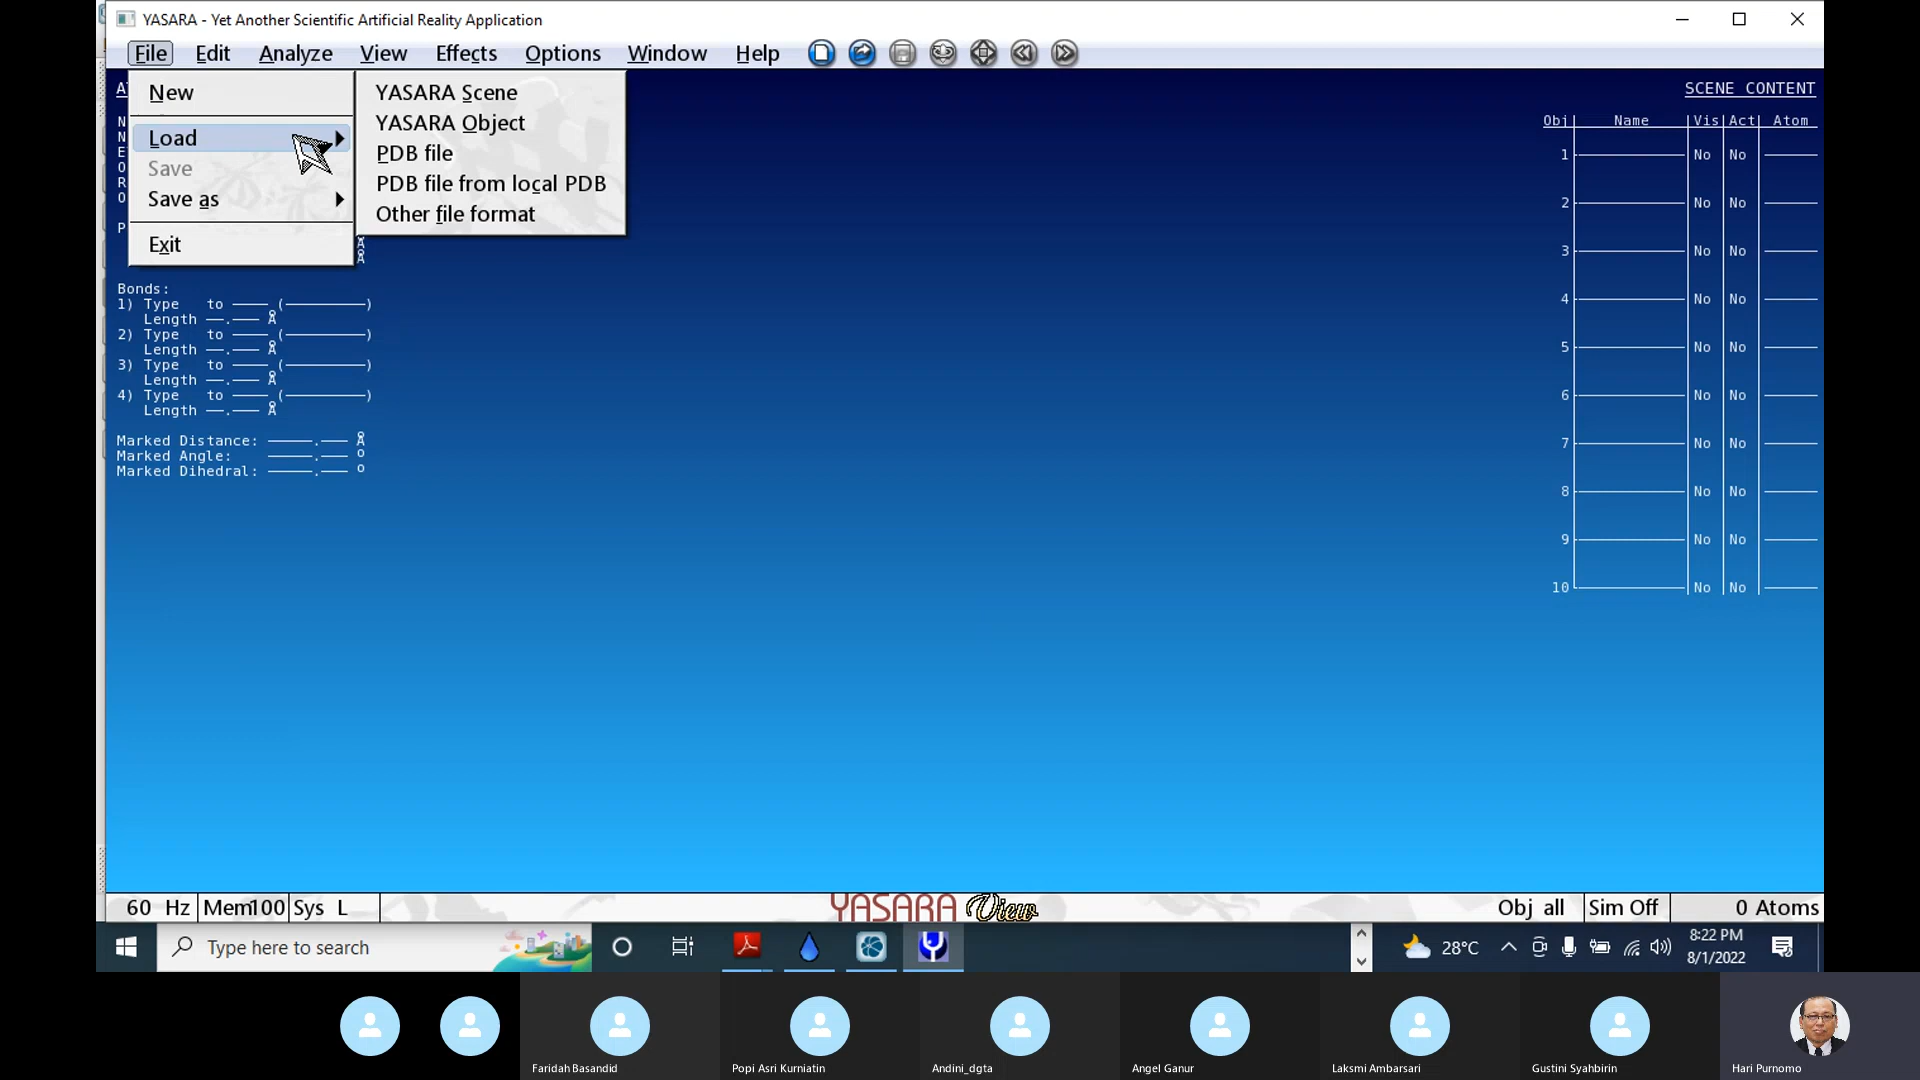 YASARA - Yet Another Scientific Artificial Reality Application
File Edit Analyze View Effects Options Window Help
New
Load
Save
Save as
Exit
YASARA Scene
YASARA Object
PDB file
PDB file from local PDB
Other file format
A
N
N
E
O
R
O
P
Å
Å
Bonds:
1) Type to ———— (—————————)
Length ——.——— Å
2) Type to ———— (—————————)
Length ——.——— Å
3) Type to ———— (—————————)
Length ——.——— Å
4) Type to ———— (—————————)
Length ——.——— Å
Marked Distance: —————.——— Å
Marked Angle: —————.——— o
Marked Dihedral: —————.——— o
SCENE CONTENT
Obj Name Vis Act Atom
1 No No
2 No No
3 No No
4 No No
5 No No
6 No No
7 No No
8 No No
9 No No
10 No No
60 Hz Mem100 Sys L YASARA View Obj all Sim Off 0 Atoms
Type here to search 28°C 8:22 PM
8/1/2022
Faridah Basandid Popi Asri Kurniatin Andini_dgta Angel Ganur Laksmi Ambarsari Gustini Syahbirin Hari Purnomo